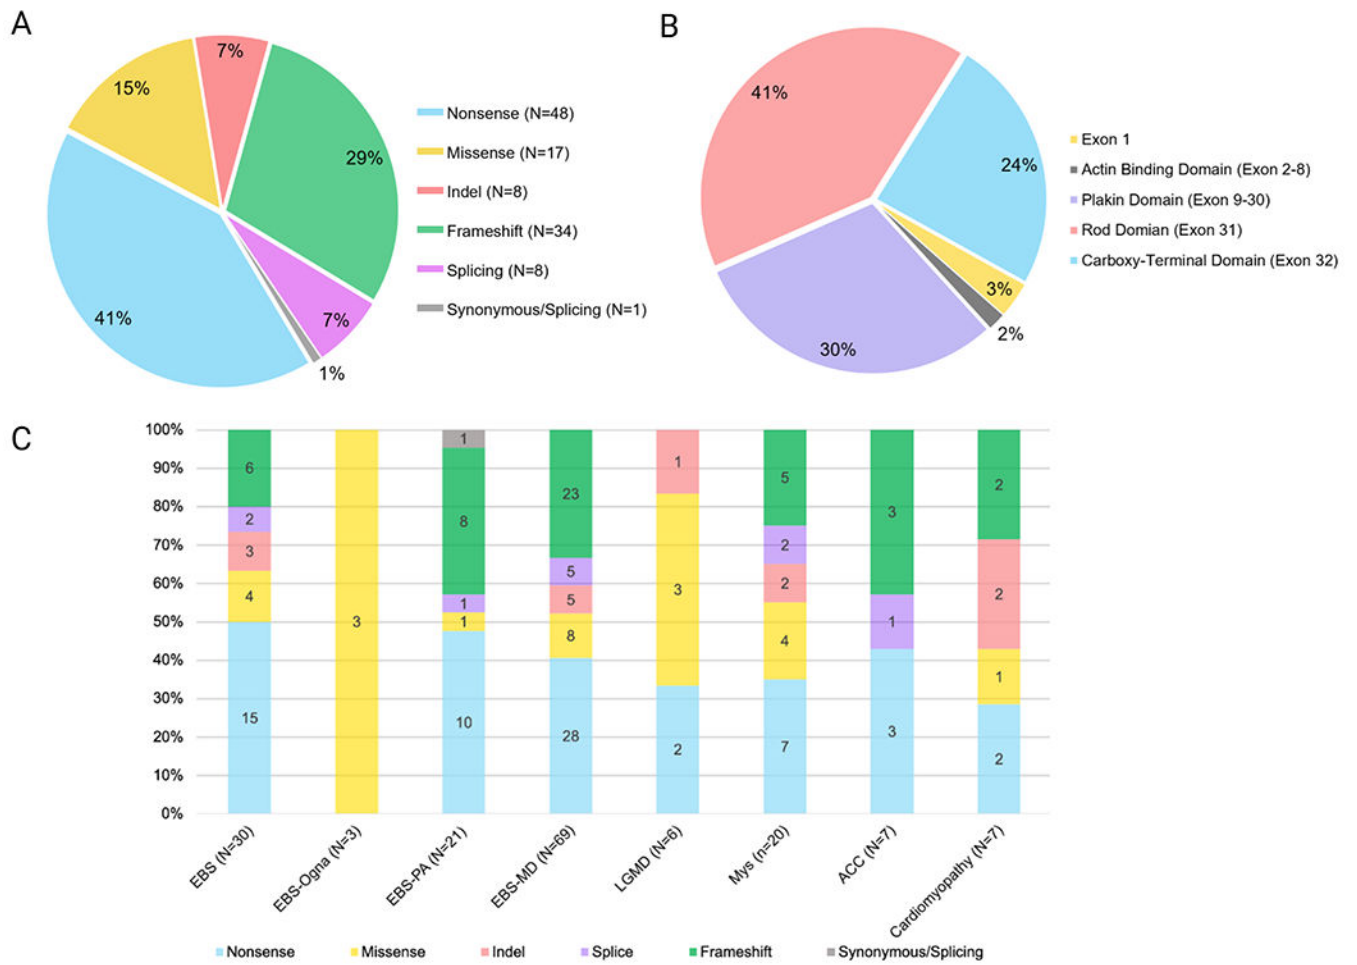 A
7%
15%
29%
41%
7%
1%
Nonsense (N=48)
Missense (N=17)
Indel (N=8)
Frameshift (N=34)
Splicing (N=8)
Synonymous/Splicing (N=1)
B
41%
24%
3%
2%
30%
Exon 1
Actin Binding Domain (Exon 2-8)
Plakin Domain (Exon 9-30)
Rod Domian (Exon 31)
Carboxy-Terminal Domain (Exon 32)
C
100%
90%
80%
70%
60%
50%
40%
30%
20%
10%
0%
6
2
3
4
15
3
1
8
1
1
10
23
5
5
8
28
1
3
2
5
2
2
4
7
3
1
3
2
2
1
2
EBS (N=30)
EBS-Ogna (N=3)
EBS-PA (N=21)
EBS-MD (N=69)
LGMD (N=6)
Mys (n=20)
ACC (N=7)
Cardiomyopathy (N=7)
Nonsense Missense Indel Splice Frameshift Synonymous/Splicing